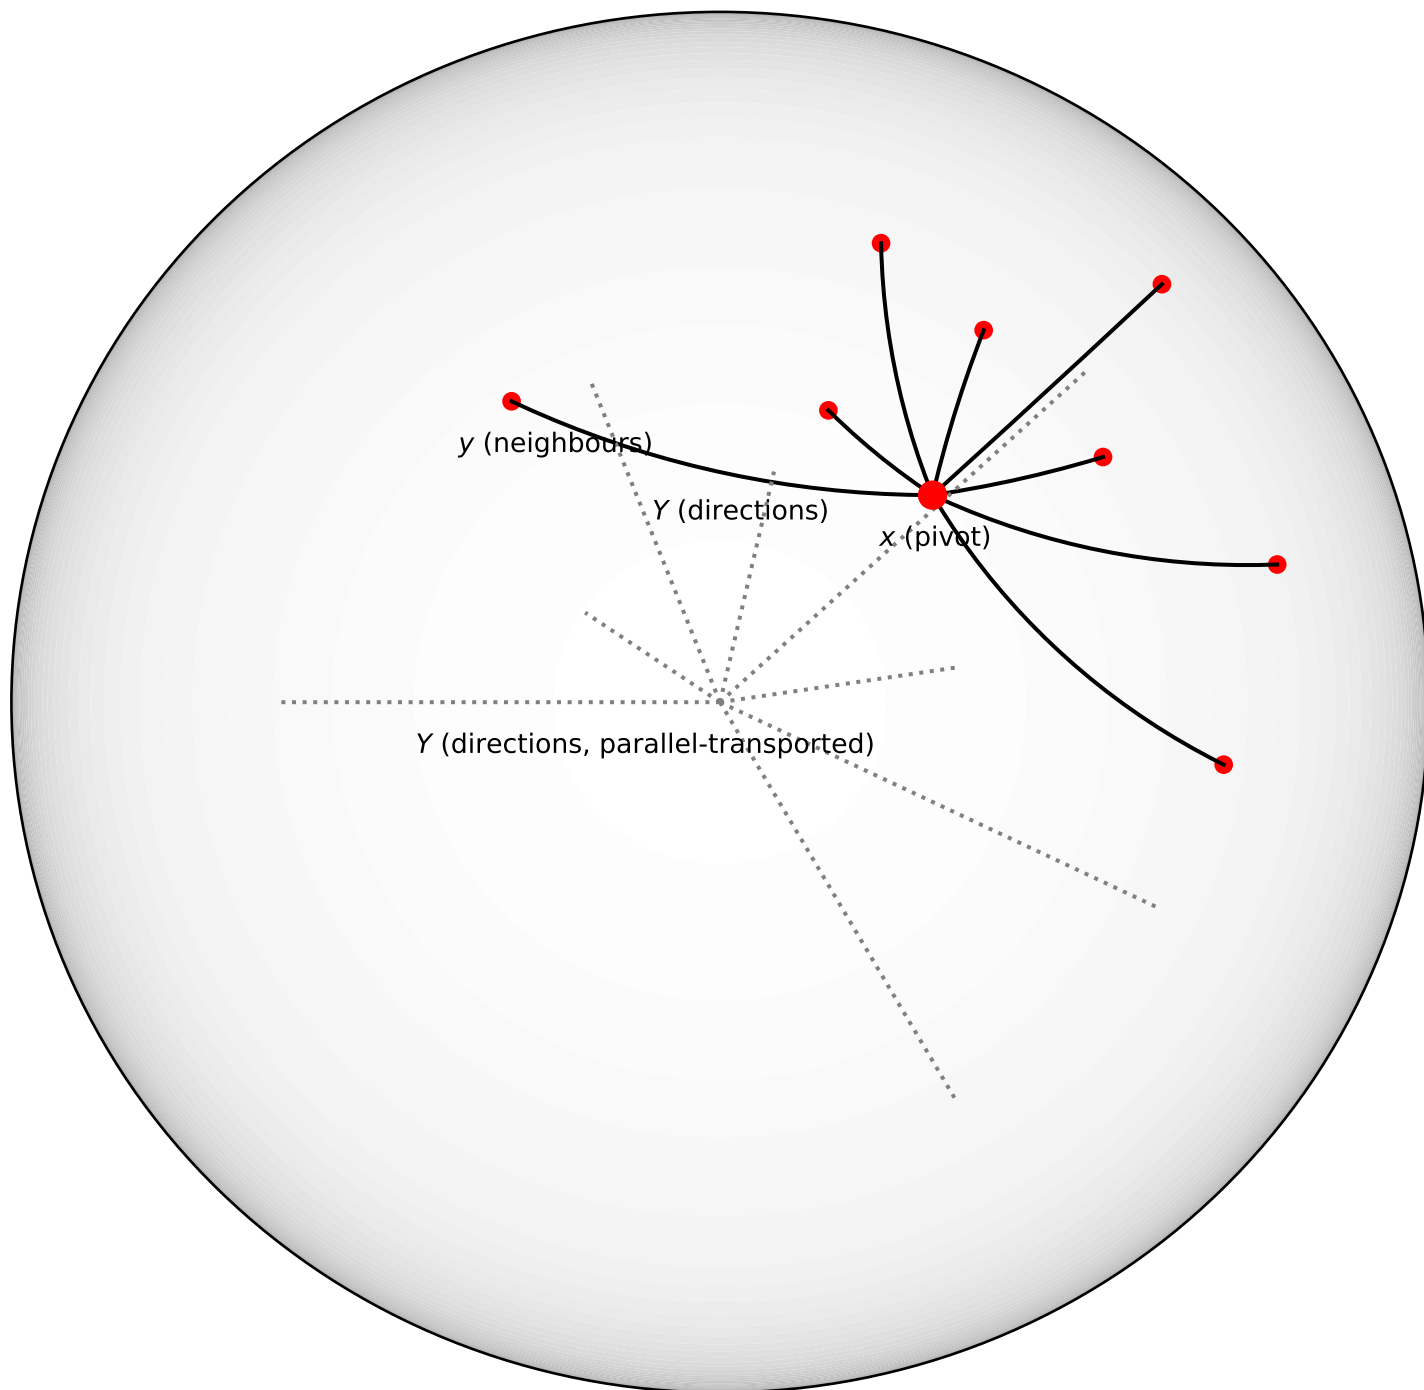 y (neighbours)
Y (directions)
x (pivot)
Y (directions, parallel-transported)